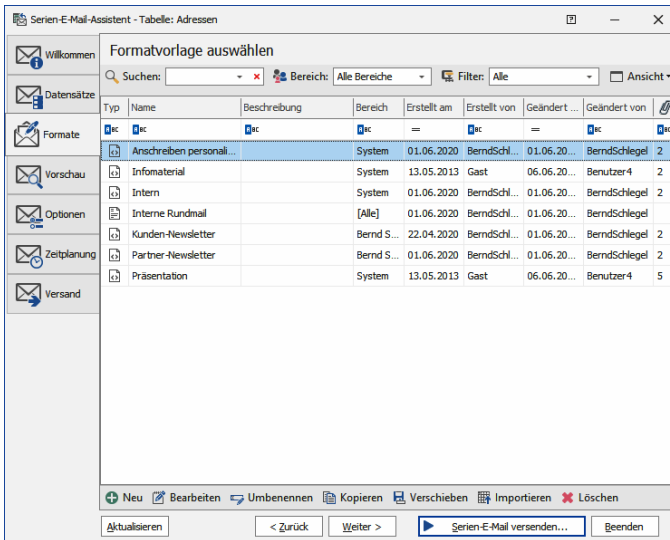 Serien-E-Mail-Assistent - Tabelle: Adressen
Willkommen
Datensätze
Formate
Vorschau
Optionen
Zeitplanung
Versand
Formatvorlage auswählen
Suchen: Bereich: Alle Bereiche Filter: Alle Ansicht
Typ Name Beschreibung Bereich Erstellt am Erstellt von Geändert ... Geändert von
Anschreiben personali... System 01.06.2020 BerndSchl... 01.06.20... BerndSchlegel 2
Infomaterial System 13.05.2013 Gast 06.06.20... Benutzer4 2
Intern System 01.06.2020 BerndSchl... 01.06.20... BerndSchlegel 2
Interne Rundmail [Alle] 01.06.2020 BerndSchl... 01.06.20... BerndSchlegel
Kunden-Newsletter Bernd S... 22.04.2020 BerndSchl... 01.06.20... BerndSchlegel 2
Partner-Newsletter Bernd S... 01.06.2020 BerndSchl... 01.06.20... BerndSchlegel 2
Präsentation System 13.05.2013 Gast 06.06.20... Benutzer4 5
Neu Bearbeiten Umbenennen Kopieren Verschieben Importieren Löschen
Aktualisieren < Zurück Weiter > Serien-E-Mail versenden... Beenden